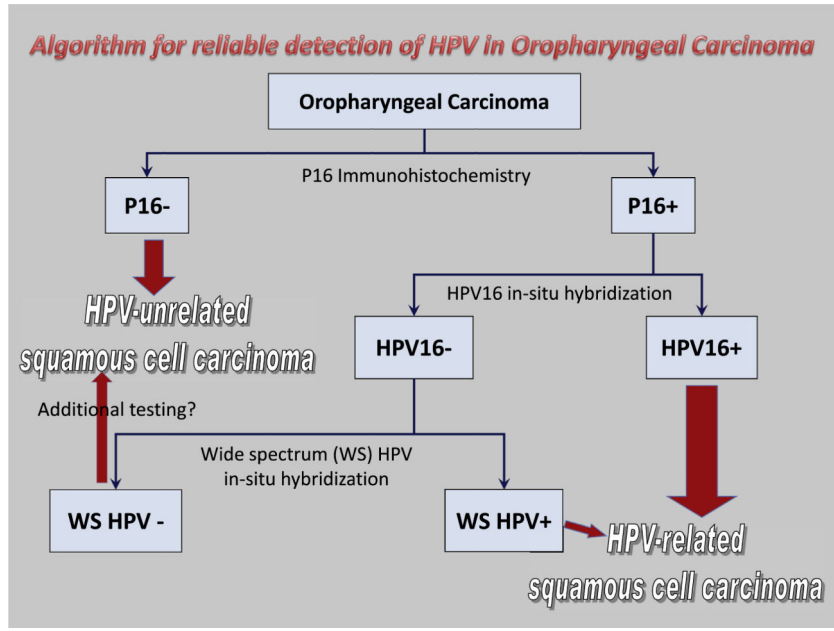 Algorithm for reliable detection of HPV in Oropharyngeal Carcinoma
Oropharyngeal Carcinoma
P16 Immunohistochemistry
P16-
P16+
HPV16 in-situ hybridization
HPV-unrelated
squamous cell carcinoma
HPV16-
HPV16+
Additional testing?
Wide spectrum (WS) HPV
in-situ hybridization
WS HPV -
WS HPV+
HPV-related
squamous cell carcinoma